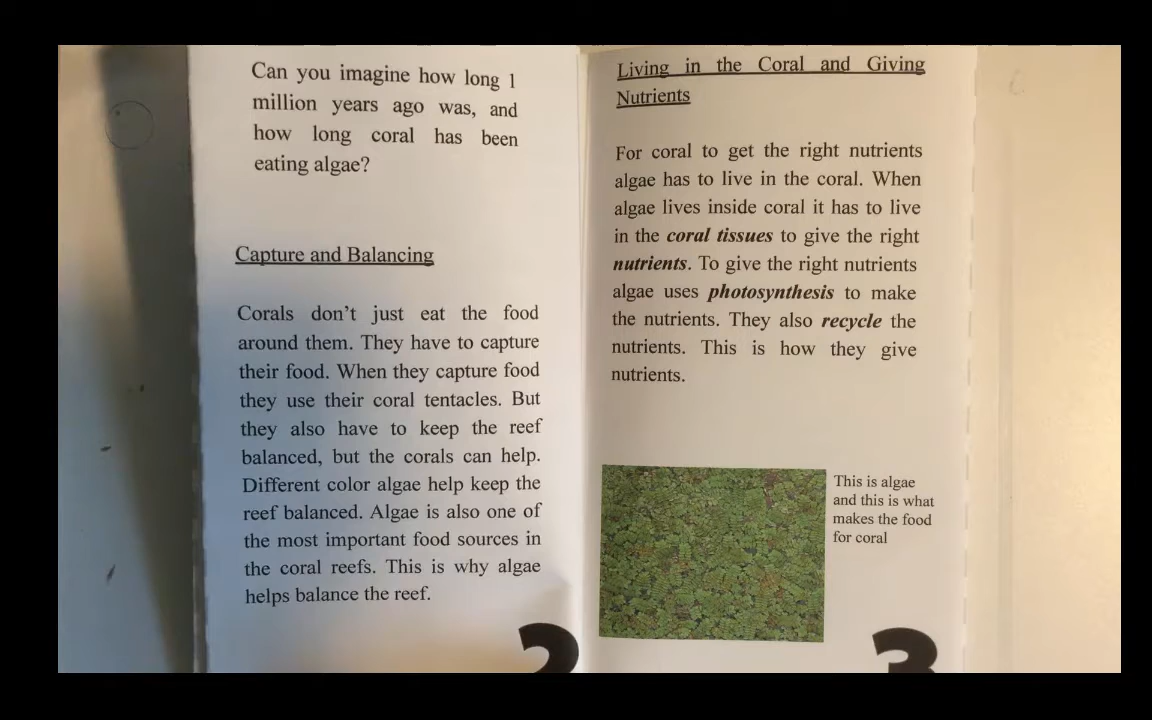 Can you imagine how long 1
million years ago was, and
how long coral has been
eating algae?
Capture and Balancing
Corals don’t just eat the food
around them. They have to capture
their food. When they capture food
they use their coral tentacles. But
they also have to keep the reef
balanced, but the corals can help.
Different color algae help keep the
reef balanced. Algae is also one of
the most important food sources in
the coral reefs. This is why algae
helps balance the reef.
2
Living in the Coral and Giving
Nutrients
For coral to get the right nutrients
algae has to live in the coral. When
algae lives inside coral it has to live
in the coral tissues to give the right
nutrients. To give the right nutrients
algae uses photosynthesis to make
the nutrients. They also recycle the
nutrients. This is how they give
nutrients.
This is algae
and this is what
makes the food
for coral
3